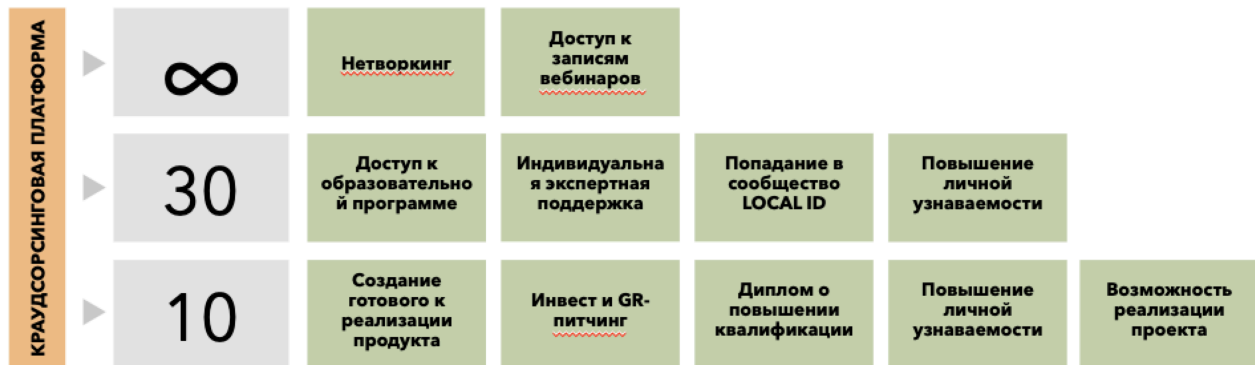 КРАУДСОРСИНГОВАЯ ПЛАТФОРМА
∞
Нетворкинг
Доступ к
записям
вебинаров
30
Доступ к
образовательно
й программе
Индивидуальна
я экспертная
поддержка
Попадание в
сообщество
LOCAL ID
Повышение
личной
узнаваемости
10
Создание
готового к
реализации
продукта
Инвест и GR-
питчинг
Диплом о
повышении
квалификации
Повышение
личной
узнаваемости
Возможность
реализации
проекта